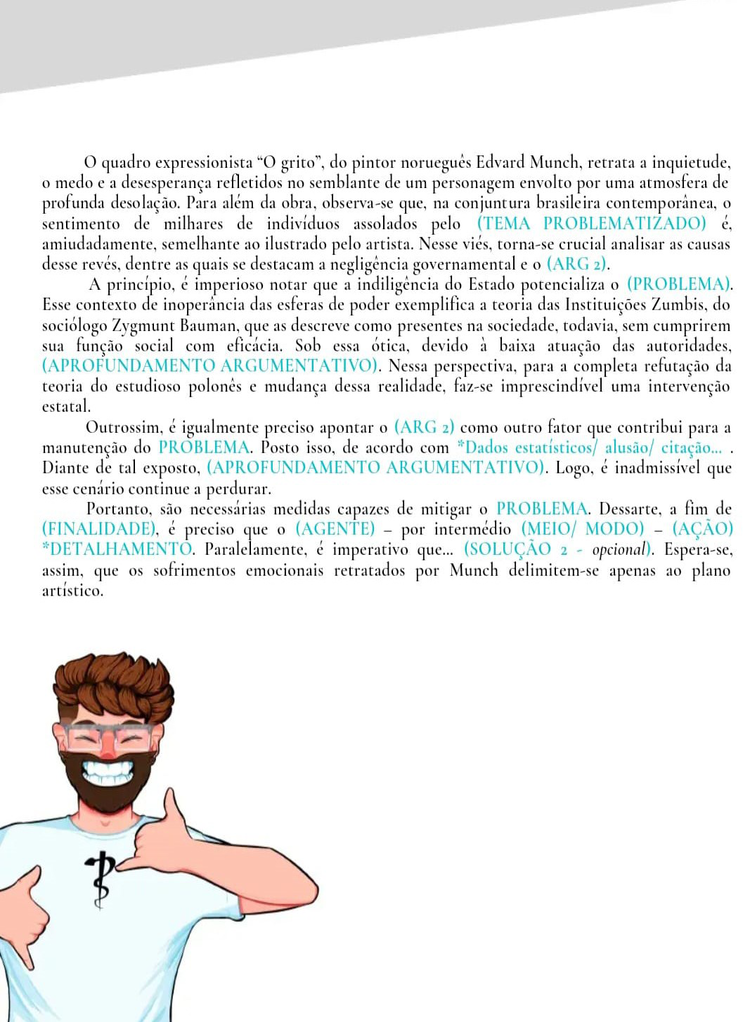 O quadro expressionista “O grito”, do pintor norueguês Edvard Munch, retrata a inquietude,
o medo e a desesperança refletidos no semblante de um personagem envolto por uma atmosfera de
profunda desolação. Para além da obra, observa-se que, na conjuntura brasileira contemporânea, o
sentimento de milhares de indivíduos assolados pelo (TEMA PROBLEMATIZADO) é,
amiudadamente, semelhante ao ilustrado pelo artista. Nesse viés, torna-se crucial analisar as causas
desse revés, dentre as quais se destacam a negligência governamental e o (ARG 2).
A princípio, é imperioso notar que a indiligência do Estado potencializa o (PROBLEMA).
Esse contexto de inoperância das esferas de poder exemplifica a teoria das Instituições Zumbis, do
sociólogo Zygmunt Bauman, que as descreve como presentes na sociedade, todavia, sem cumprirem
sua função social com eficácia. Sob essa ótica, devido à baixa atuação das autoridades,
(APROFUNDAMENTO ARGUMENTATIVO). Nessa perspectiva, para a completa refutação da
teoria do estudioso polonês e mudança dessa realidade, faz-se imprescindível uma intervenção
estatal.
Outrossim, é igualmente preciso apontar o (ARG 2) como outro fator que contribui para a
manutenção do PROBLEMA. Posto isso, de acordo com *Dados estatísticos/ alusão/ citação... .
Diante de tal exposto, (APROFUNDAMENTO ARGUMENTATIVO). Logo, é inadmissível que
esse cenário continue a perdurar.
Portanto, são necessárias medidas capazes de mitigar o PROBLEMA. Dessarte, a fim de
(FINALIDADE), é preciso que o (AGENTE) – por intermédio (MEIO/ MODO) – (AÇÃO)
*DETALHAMENTO. Paralelamente, é imperativo que... (SOLUÇÃO 2 - opcional). Espera-se,
assim, que os sofrimentos emocionais retratados por Munch delimitem-se apenas ao plano
artístico.